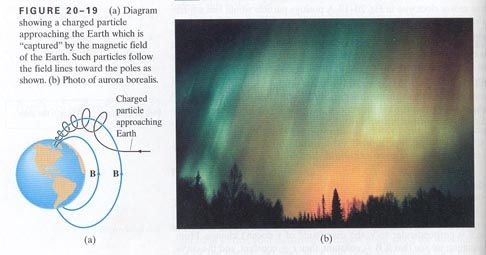 FIGURE 20–19 (a) Diagram
showing a charged particle
approaching the Earth which is
"captured" by the magnetic field
of the Earth. Such particles follow
the field lines toward the poles as
shown. (b) Photo of aurora borealis.
Charged
particle
approaching
Earth
B B
(a)
(b)